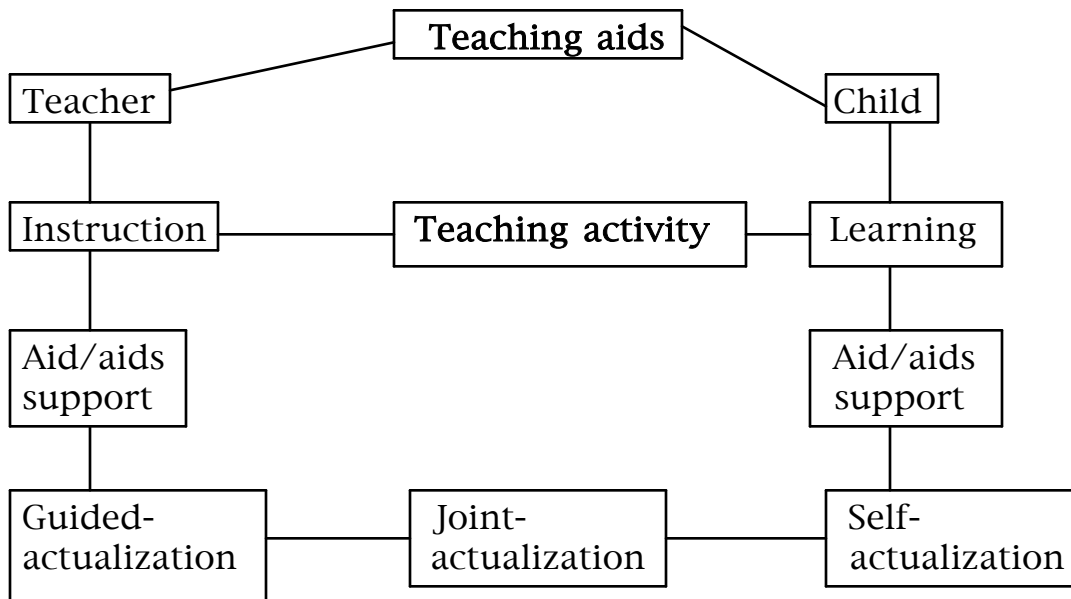 Teaching aids
Teacher
Child
Instruction
Teaching activity
Learning
Aid/aids
support
Aid/aids
support
Guided-
actualization
Joint-
actualization
Self-
actualization